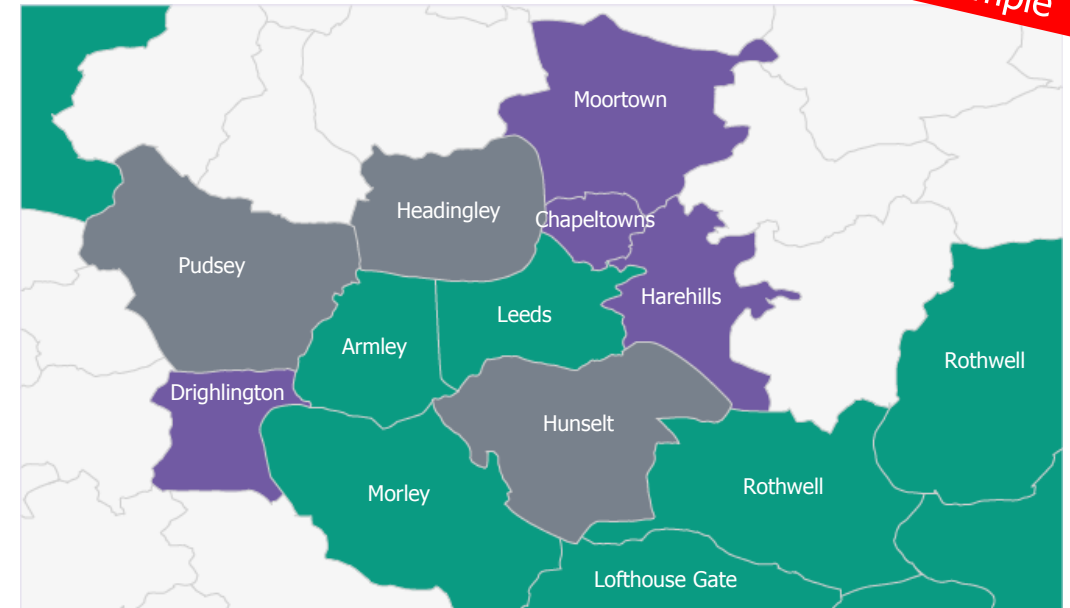 Moortown
Headingley
Chapeltowns
Pudsey
Harehills
Leeds
Armley
Rothwell
Drighlington
Hunselt
Rothwell
Morley
Lofthouse Gate